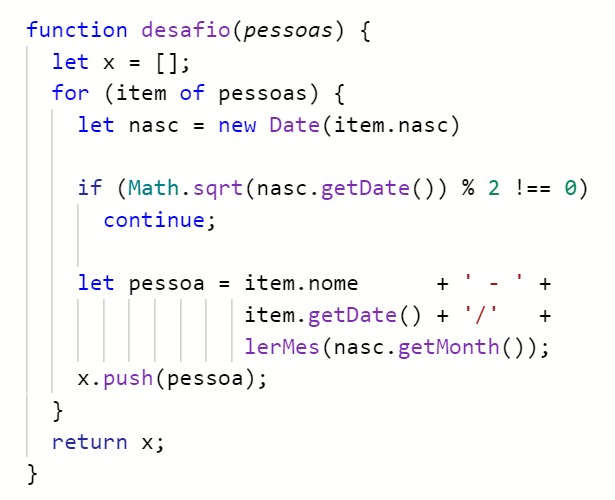 function desafio(pessoas) {
let x = [];
for (item of pessoas) {
let nasc = new Date(item.nasc)
if (Math.sqrt(nasc.getDate()) % 2 !== 0)
continue;
let pessoa = item.nome + ' - ' +
item.getDate() + '/' +
lerMes(nasc.getMonth());
x.push(pessoa);
}
return x;
}